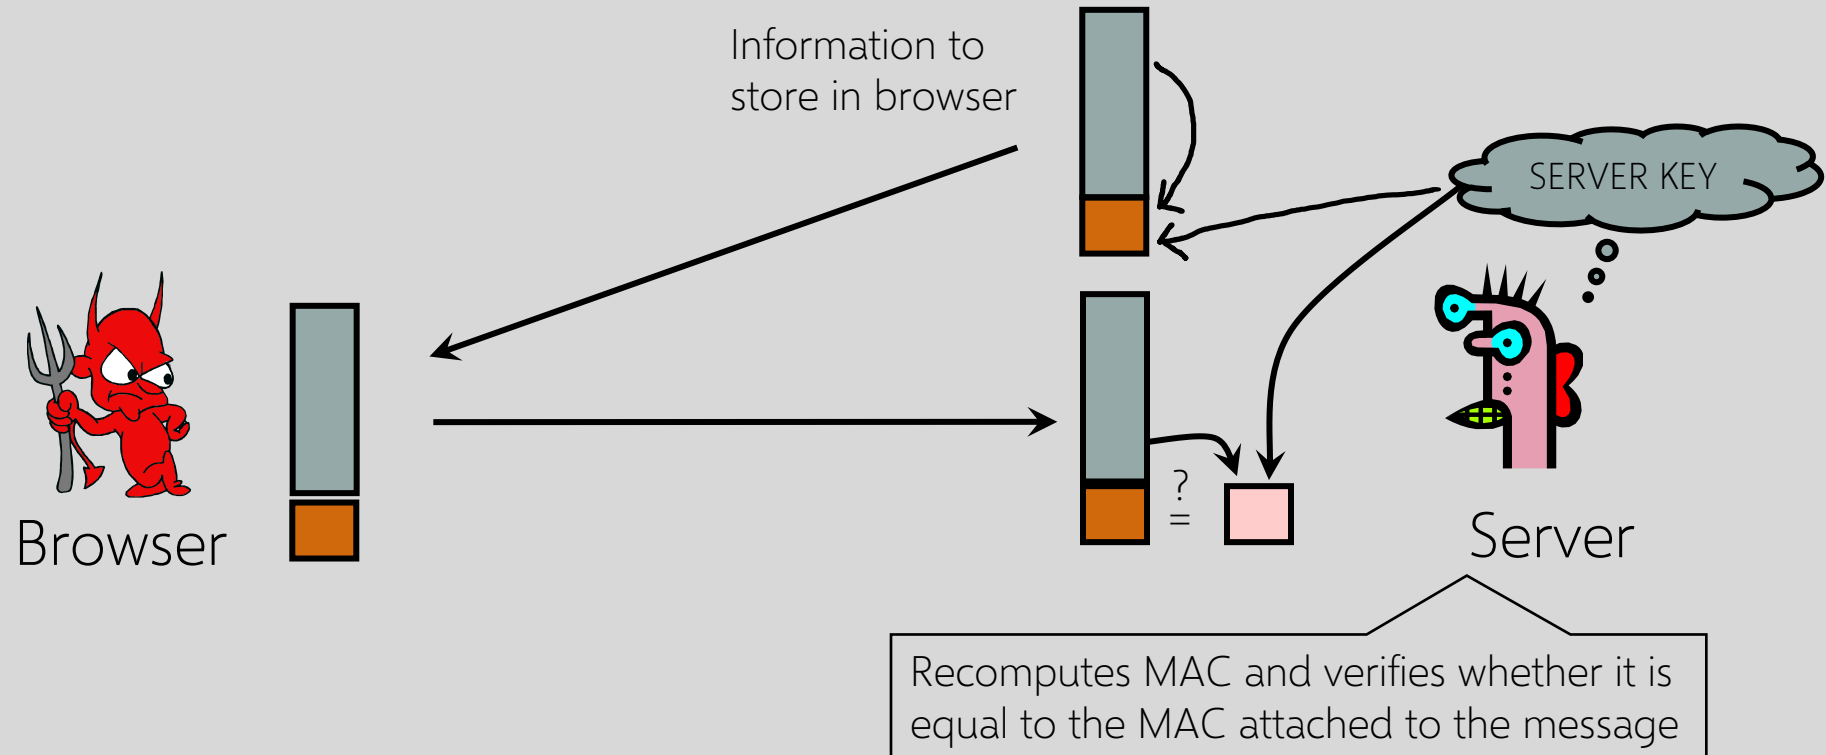 Information to
store in browser
SERVER KEY
?
=
Browser
Server
Recomputes MAC and verifies whether it is
equal to the MAC attached to the message